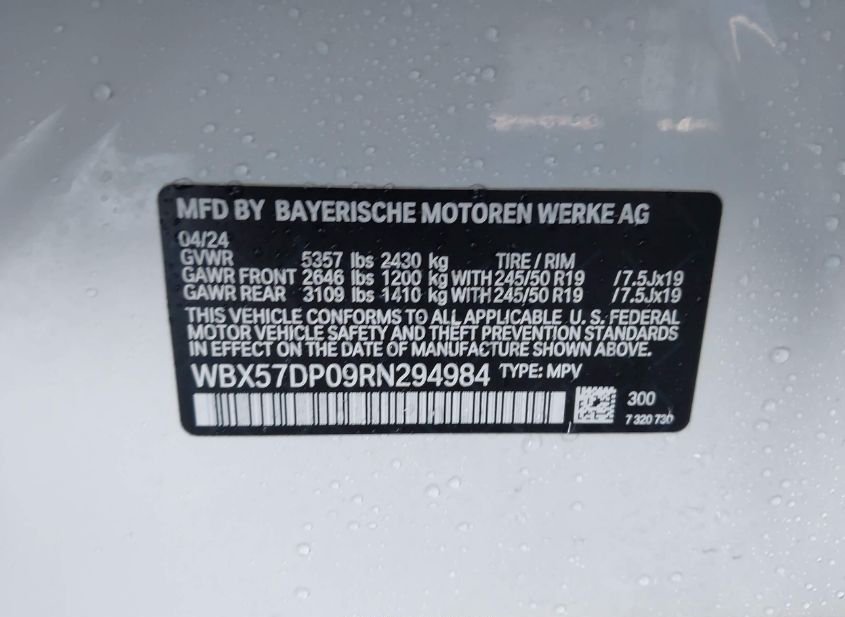 MFD BY BAYERISCHE MOTOREN WERKE AG
04/24
GVWR 5357 lbs 2430 kg TIRE / RIM
GAWR FRONT 2646 lbs 1200 kg WITH 245/50 R19 /7.5Jx19
GAWR REAR 3109 lbs 1410 kg WITH 245/50 R19 /7.5Jx19
THIS VEHICLE CONFORMS TO ALL APPLICABLE U. S. FEDERAL
MOTOR VEHICLE SAFETY AND THEFT PREVENTION STANDARDS
IN EFFECT ON THE DATE OF MANUFACTURE SHOWN ABOVE.
WBX57DP09RN294984 TYPE: MPV
300
7 320 730